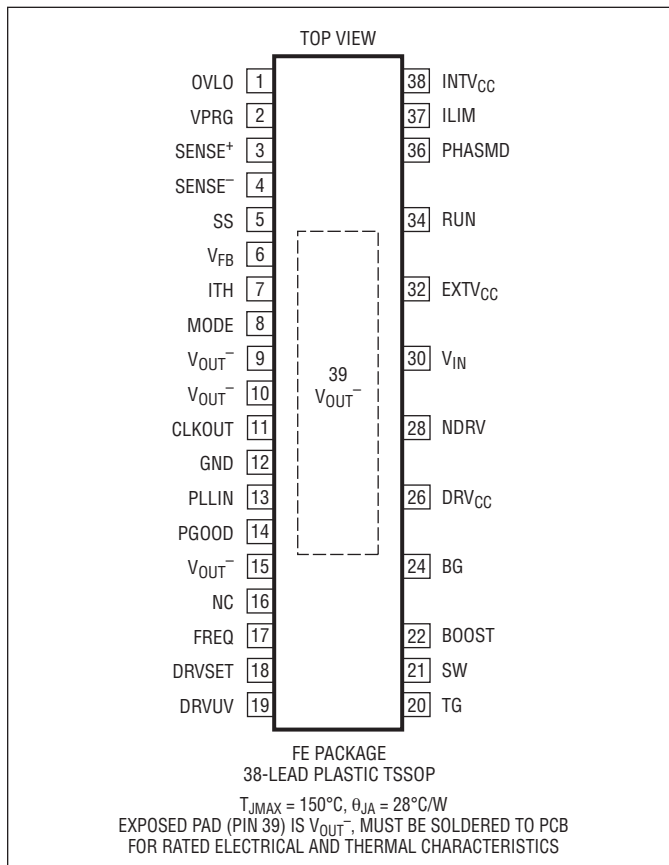 TOP VIEW
OVLO 1 38 INTVCC
VPRG 2 37 ILIM
SENSE⁺ 3 36 PHASMD
SENSE⁻ 4
SS 5 34 RUN
VFB 6
ITH 7 32 EXTVCC
MODE 8
VOUT⁻ 9 30 VIN
VOUT⁻ 10
CLKOUT 11 28 NDRV
GND 12
PLLIN 13 26 DRVCC
PGOOD 14
VOUT⁻ 15 24 BG
NC 16
FREQ 17 22 BOOST
DRVSET 18 21 SW
DRVUV 19 20 TG
39
VOUT⁻
FE PACKAGE
38-LEAD PLASTIC TSSOP
TJMAX = 150°C, θJA = 28°C/W
EXPOSED PAD (PIN 39) IS VOUT⁻, MUST BE SOLDERED TO PCB
FOR RATED ELECTRICAL AND THERMAL CHARACTERISTICS